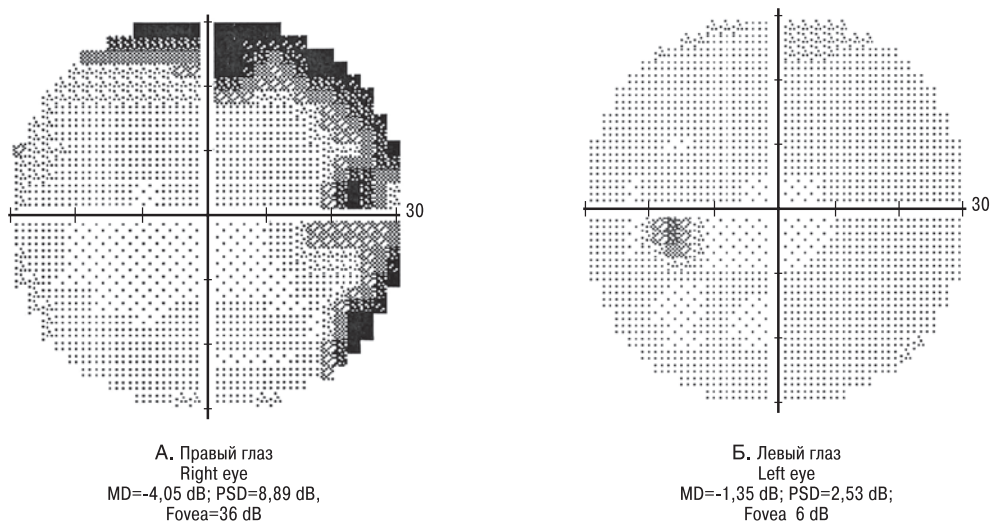 30
30
А. Правый глаз
Right eye
MD=-4,05 dB; PSD=8,89 dB,
Fovea=36 dB
Б. Левый глаз
Left eye
MD=-1,35 dB; PSD=2,53 dB;
Fovea 6 dB